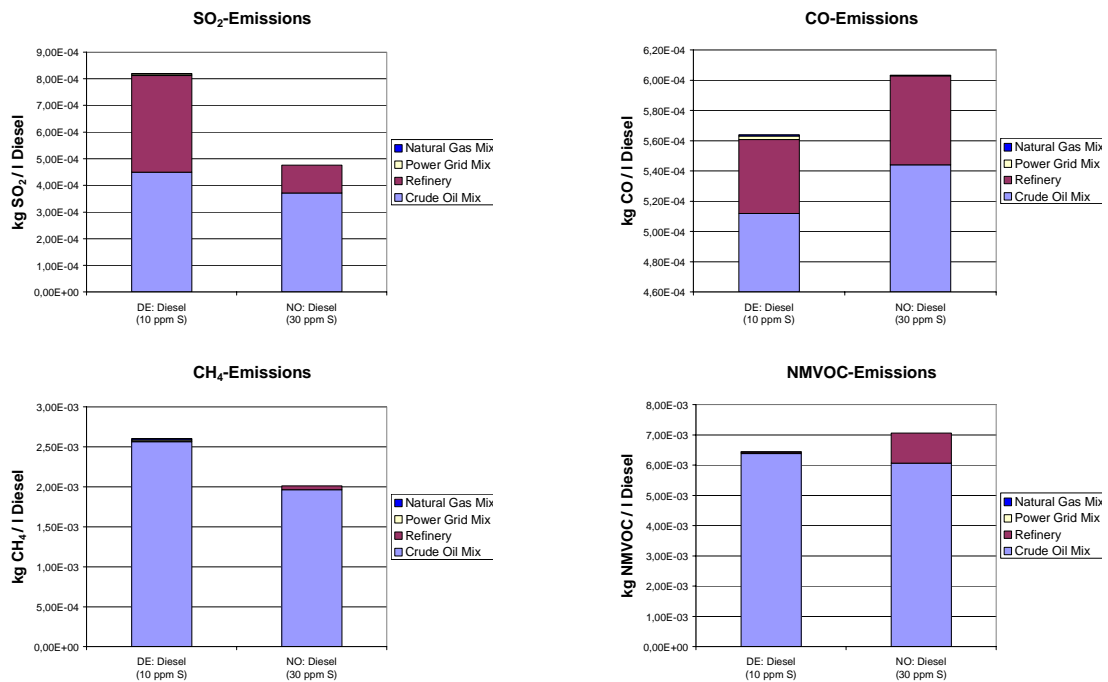 SO₂-Emissions
kg SO₂ / l Diesel
9,00E-04
8,00E-04
7,00E-04
6,00E-04
5,00E-04
4,00E-04
3,00E-04
2,00E-04
1,00E-04
0,00E+00
DE: Diesel
(10 ppm S)
NO: Diesel
(30 ppm S)
Natural Gas Mix
Power Grid Mix
Refinery
Crude Oil Mix
CO-Emissions
kg CO / l Diesel
6,20E-04
6,00E-04
5,80E-04
5,60E-04
5,40E-04
5,20E-04
5,00E-04
4,80E-04
4,60E-04
DE: Diesel
(10 ppm S)
NO: Diesel
(30 ppm S)
Natural Gas Mix
Power Grid Mix
Refinery
Crude Oil Mix
CH₄-Emissions
kg CH₄ / l Diesel
3,00E-03
2,50E-03
2,00E-03
1,50E-03
1,00E-03
5,00E-04
0,00E+00
DE: Diesel
(10 ppm S)
NO: Diesel
(30 ppm S)
Natural Gas Mix
Power Grid Mix
Refinery
Crude Oil Mix
NMVOC-Emissions
kg NMVOC / l Diesel
8,00E-03
7,00E-03
6,00E-03
5,00E-03
4,00E-03
3,00E-03
2,00E-03
1,00E-03
0,00E+00
DE: Diesel
(10 ppm S)
NO: Diesel
(30 ppm S)
Natural Gas Mix
Power Grid Mix
Refinery
Crude Oil Mix